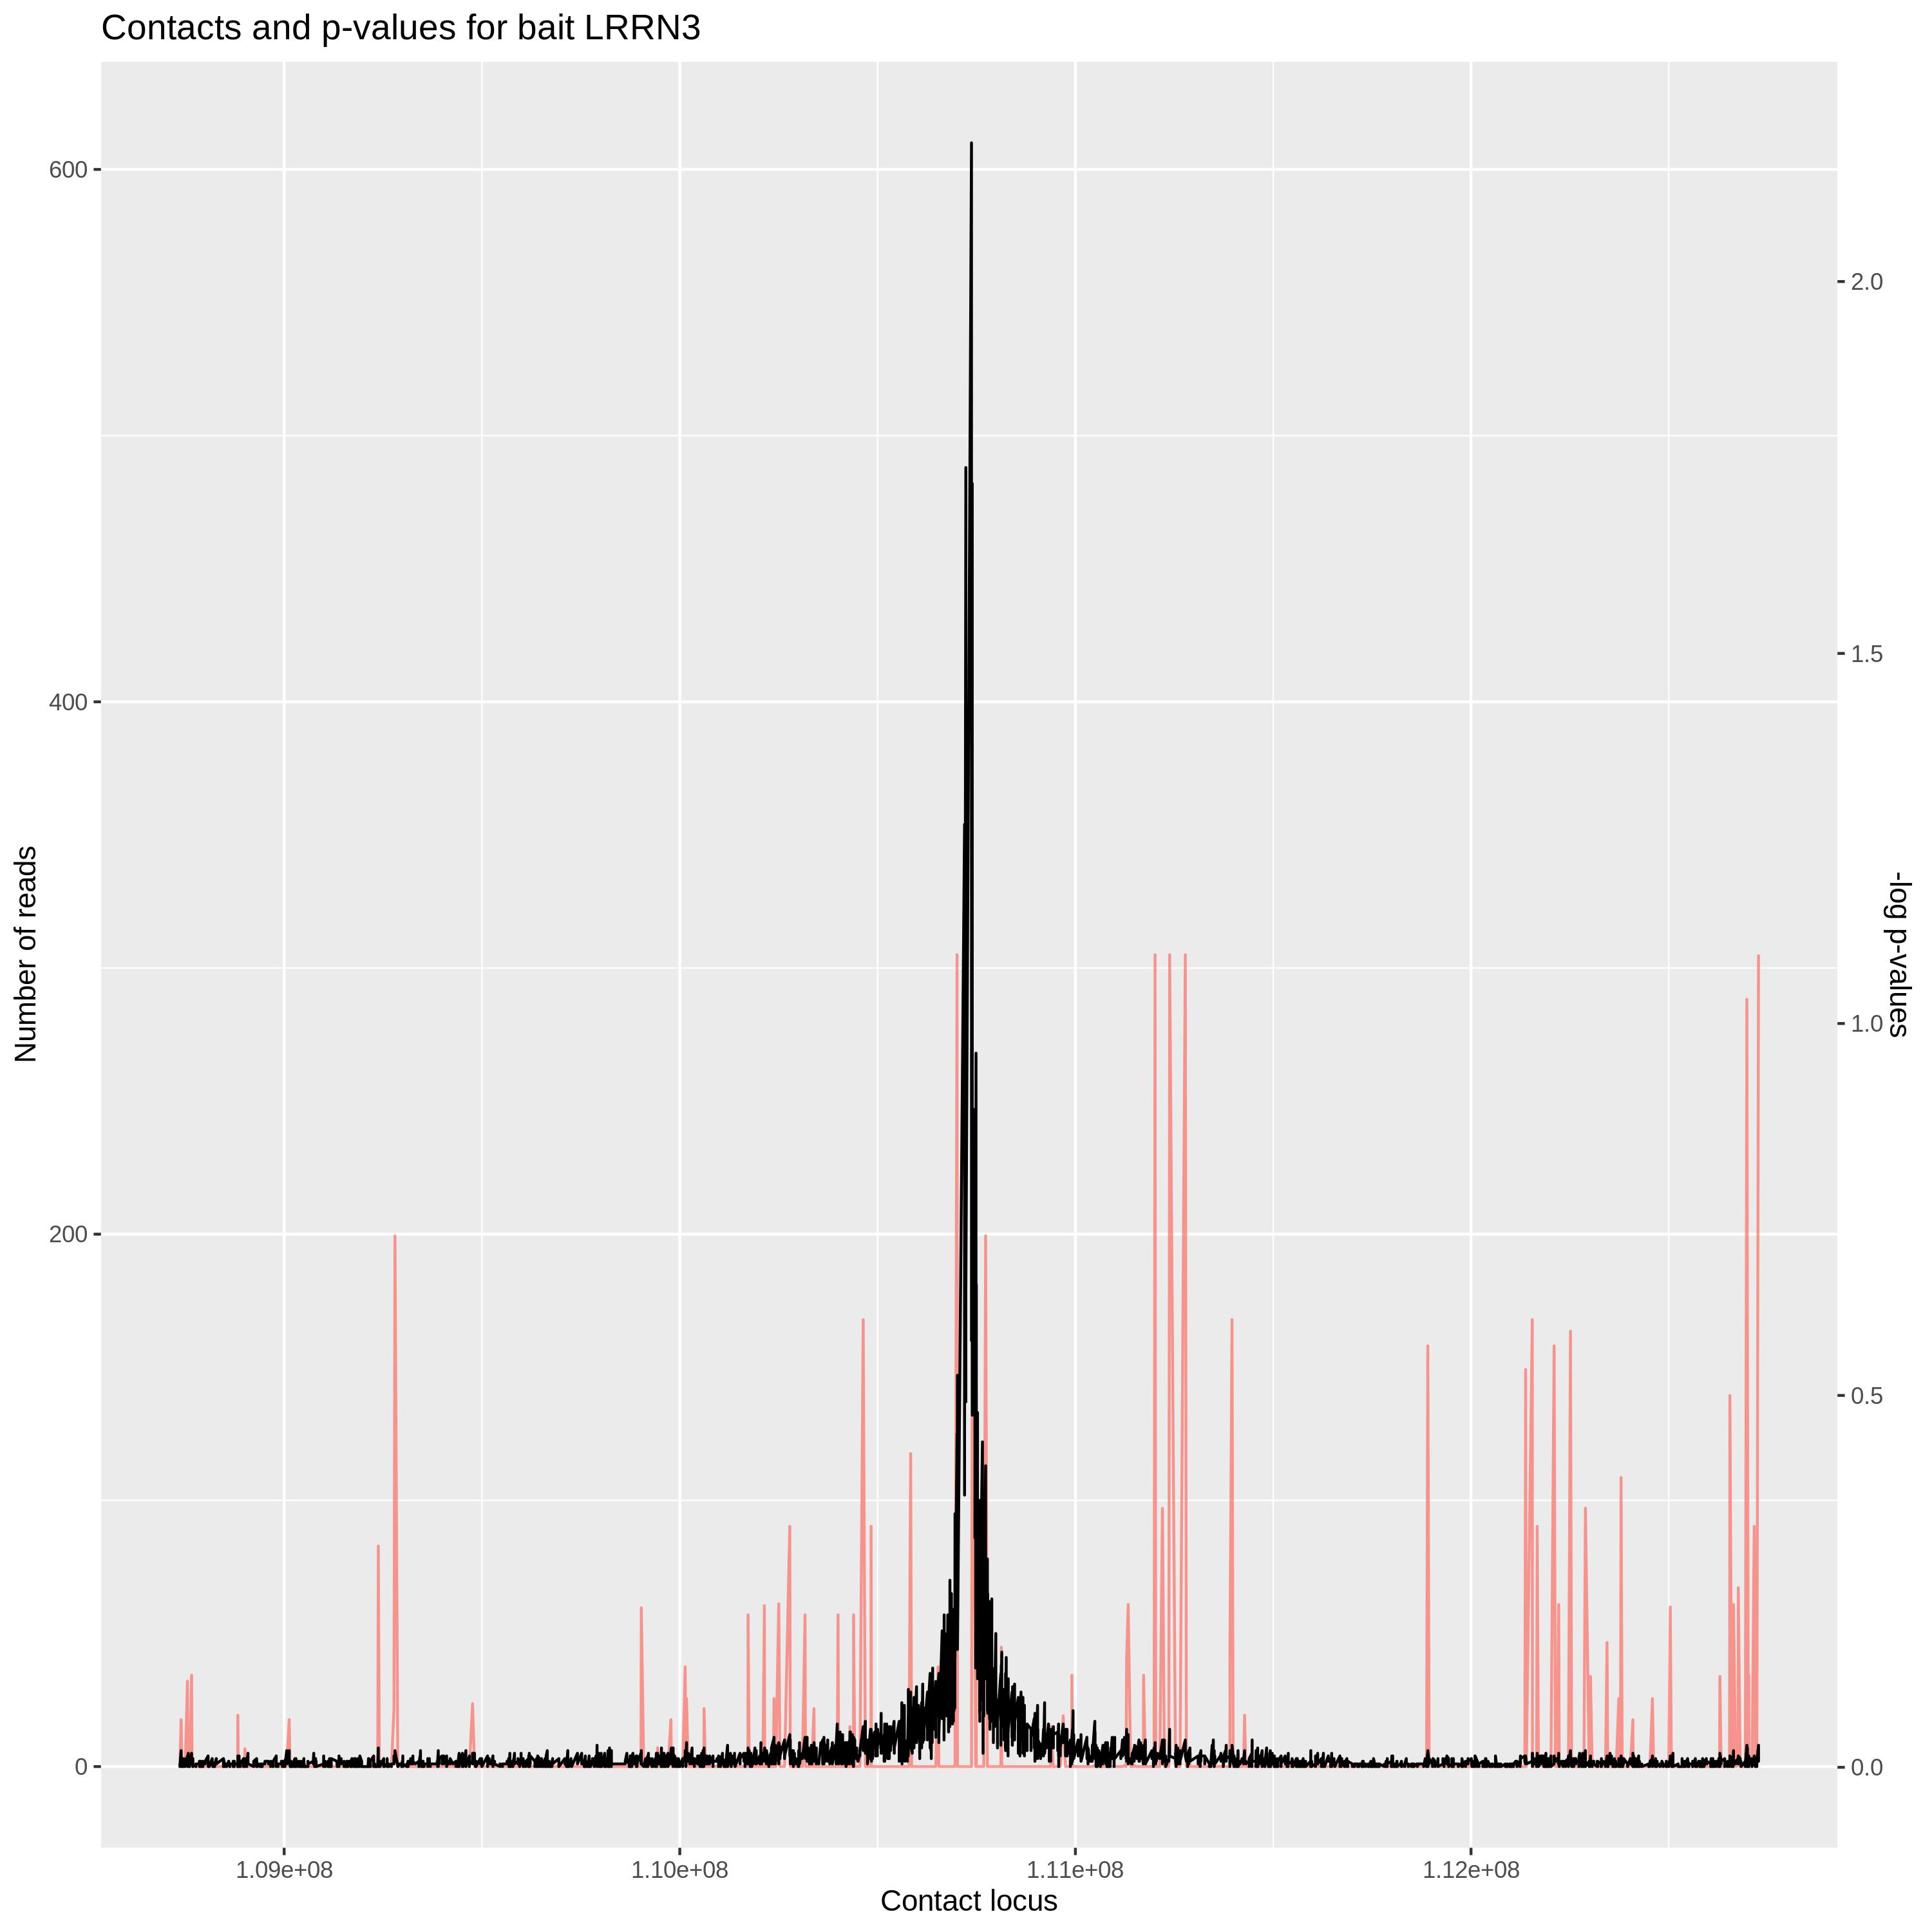 Contacts and p-values for bait LRRN3
600
400
200
0
Number of reads
2.0
1.5
1.0
0.5
0.0
-log p-values
1.09e+08
1.10e+08
1.11e+08
1.12e+08
Contact locus